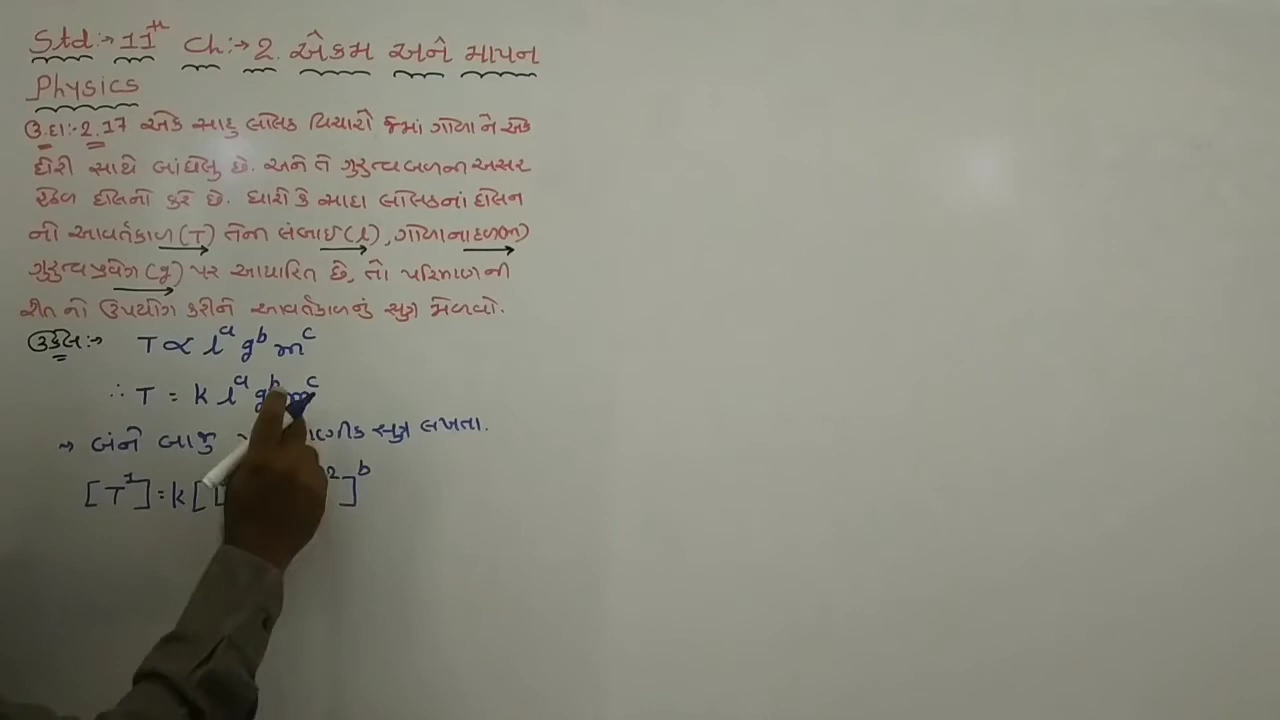 Std:→ 11th Ch:→ 2. એકમ અને માપન
Physics
ઉ.દા:- 2.17 એક સાદુ લોલક વિચારો જેમાં ગોળાને એક
દોરી સાથે બાંધેલુ છે. અને તે ગુરુત્વબળની અસર
હેઠળ દોલનો કરે છે. ધારો કે સાદા લોલકનાં દોલન
નો આવર્તકાળ(T) તેની લંબાઈ(l), ગોળાના દળ(m)
ગુરુત્વપ્રવેગ(g) પર આધારિત છે, તો પરિમાણની
રીત નો ઉપયોગ કરીને આવર્તકાળનું સુત્ર મેળવો.
ઉકેલ:→ T ∝ l^a g^b m^c
∴ T = k l^a g^b m^c
→ બંને બાજુ સુત્ર લખતા.
[T^1] = k [L 2]^b